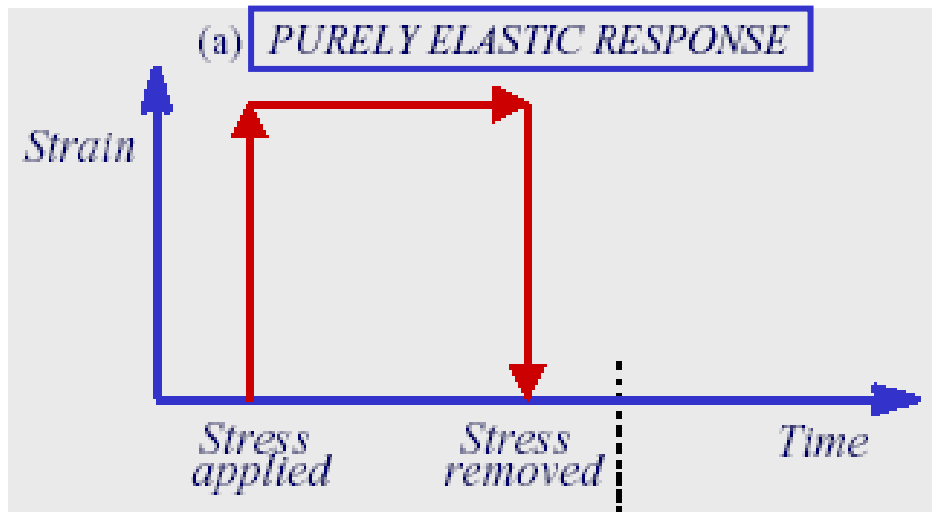 (a) PURELY ELASTIC RESPONSE
Strain
Stress
applied
Stress
removed
Time